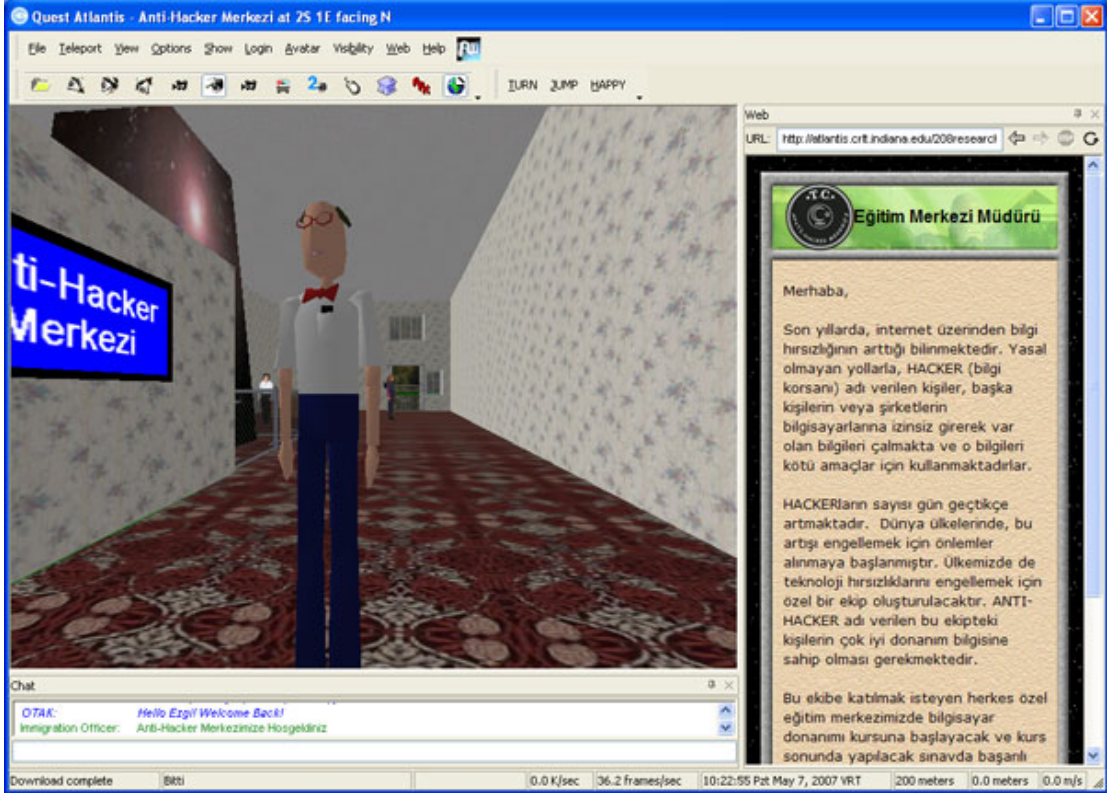 Quest Atlantis - Anti-Hacker Merkezi at 2S 1E facing N
File Teleport View Options Show Login Avatar Visibility Web Help
TURN JUMP HAPPY
ti-Hacker
Merkezi
Web
URL: http://atlantis.crlt.indiana.edu/208research
.T.C.
Eğitim Merkezi Müdürü
Merhaba,
Son yıllarda, internet üzerinden bilgi
hırsızlığının arttığı bilinmektedir. Yasal
olmayan yollarla, HACKER (bilgi
korsanı) adı verilen kişiler, başka
kişilerin veya şirketlerin
bilgisayarlarına izinsiz girerek var
olan bilgileri çalmakta ve o bilgileri
kötü amaçlar için kullanmaktadırlar.
HACKERların sayısı gün geçtikçe
artmaktadır. Dünya ülkelerinde, bu
artışı engellemek için önlemler
alınmaya başlanmıştır. Ülkemizde de
teknoloji hırsızlıklarını engellemek için
özel bir ekip oluşturulacaktır. ANTI-
HACKER adı verilen bu ekipteki
kişilerin çok iyi donanım bilgisine
sahip olması gerekmektedir.
Bu ekibe katılmak isteyen herkes özel
eğitim merkezimizde bilgisayar
donanımı kursuna başlayacak ve kurs
sonunda yapılacak sınavda başarılı
Chat
OTAK: Hello Ezgi! Welcome Back!
Immigration Officer: Anti-Hacker Merkezimize Hosgeldiniz
Download complete Bitti 0.0 K/sec 36.2 frames/sec 10:22:55 Pzt May 7, 2007 VRT 200 meters 0.0 meters 0.0 m/s